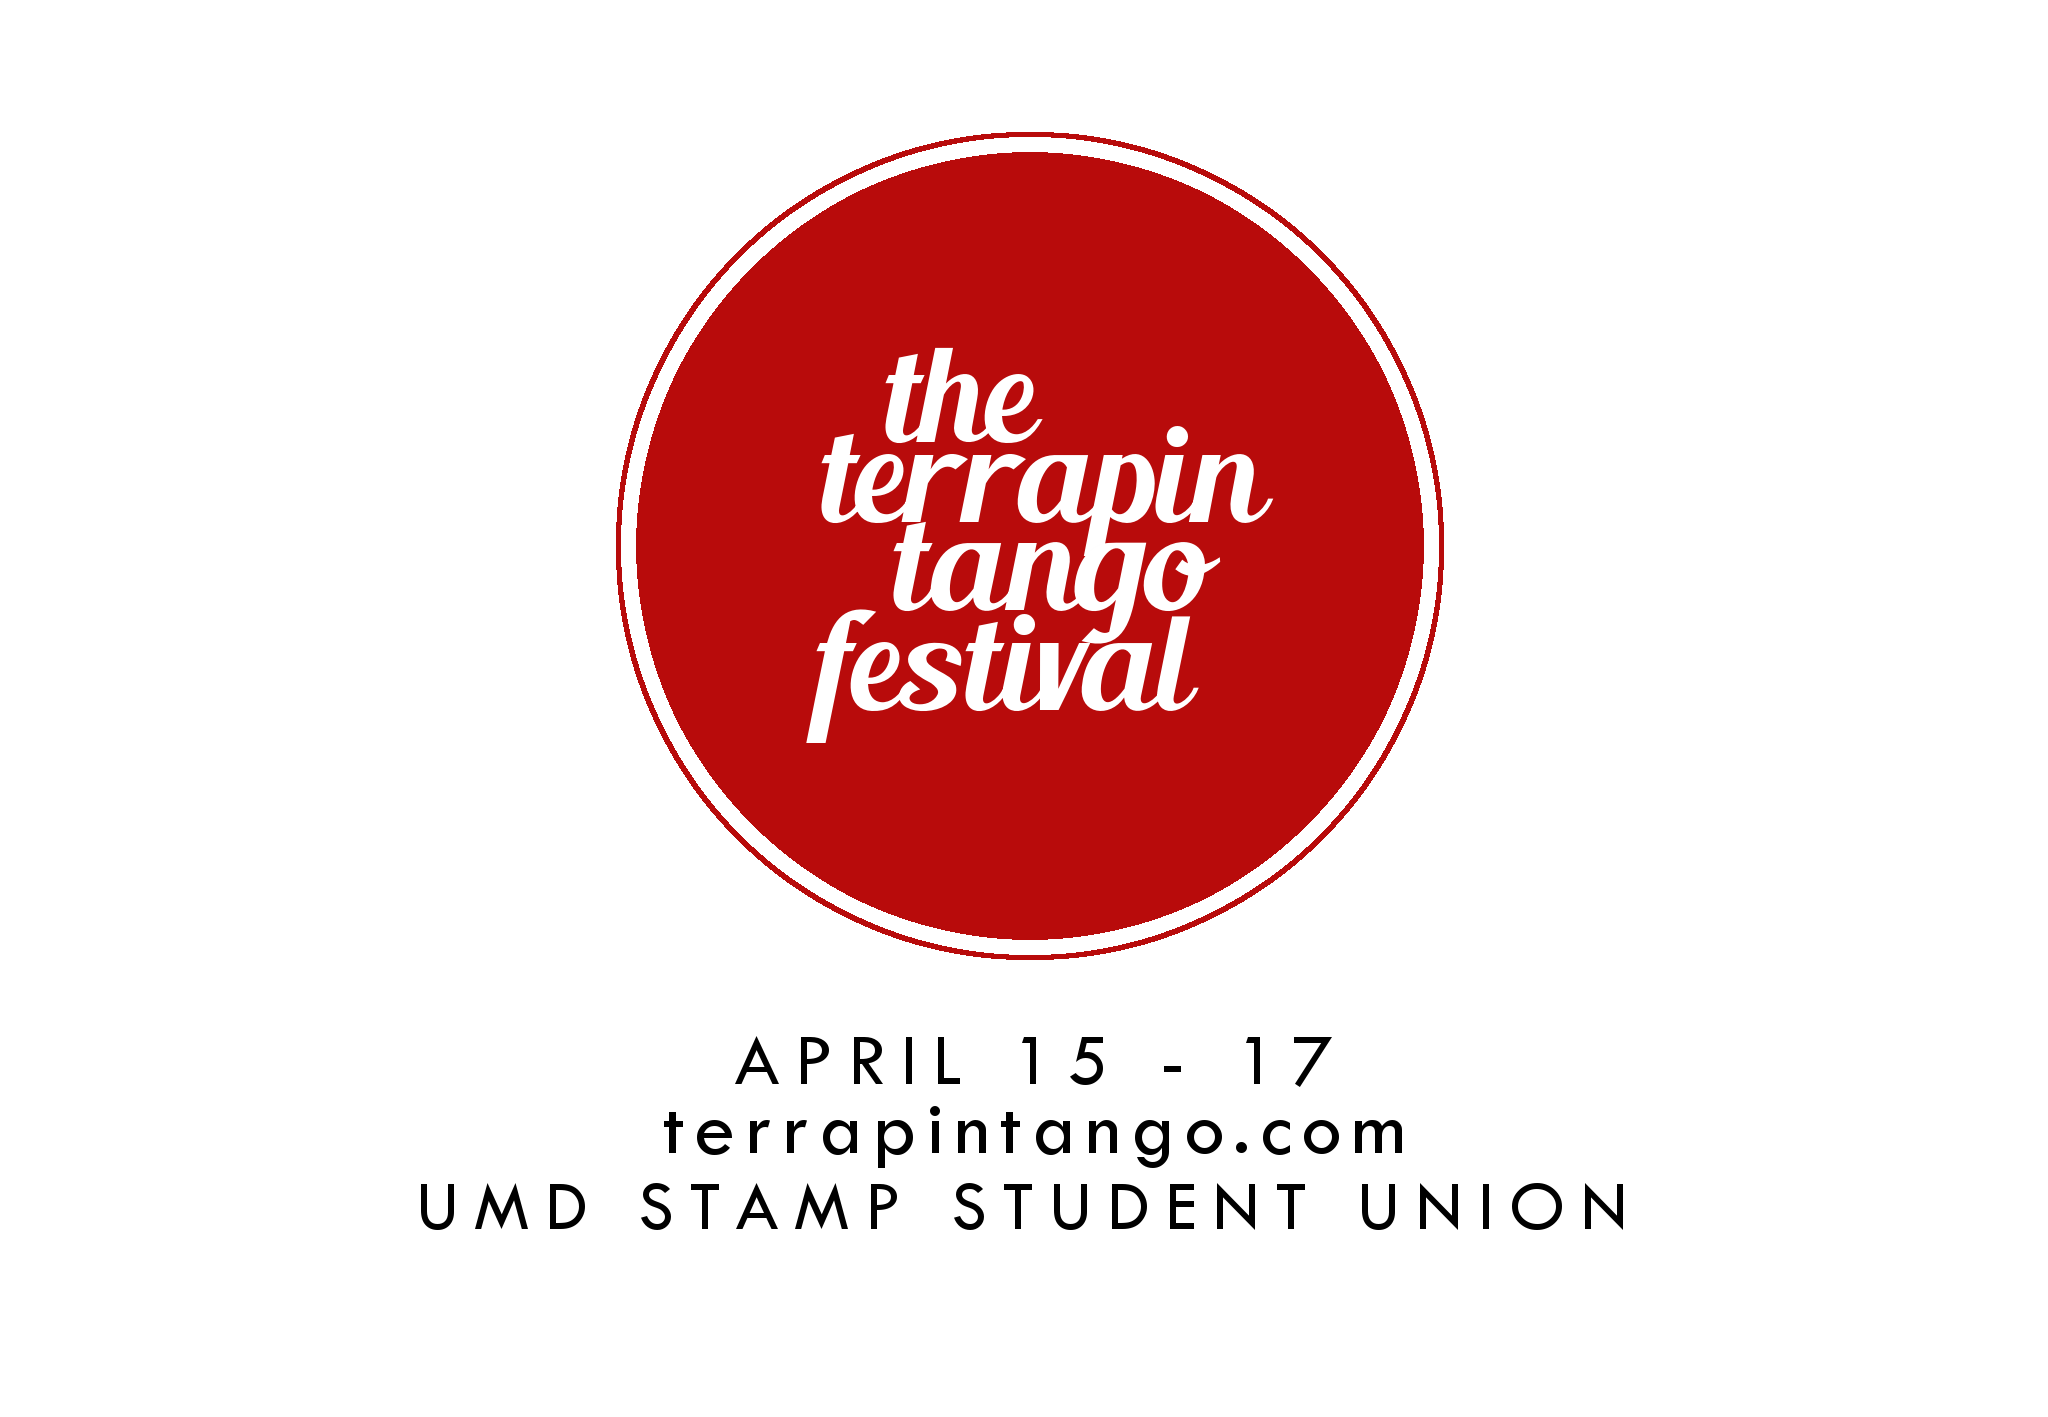 the
terrapin
tango
festival
APRIL 15 - 17
terrapintango.com
UMD STAMP STUDENT UNION